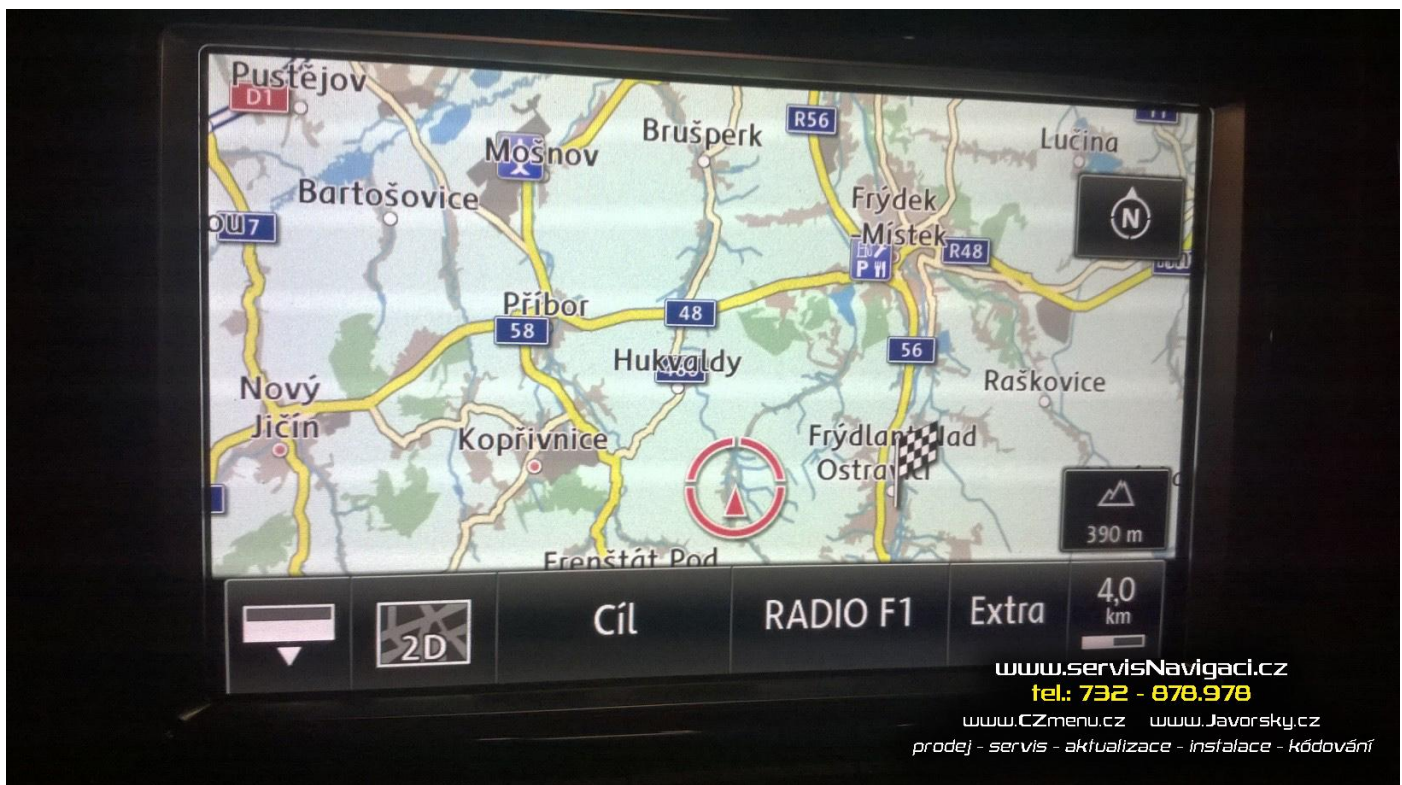 Pustějov
D1
Brušperk
R56
Lučina
Mošnov
Bartošovice
Frýdek
-Místek
N
7
R48
P
Příbor
58
48
Hukvaldy
56
Raškovice
Nový
Jičín
Kopřivnice
Frýdlant Nad
Ostravicí
390 m
Frenštát Pod
2D
Cíl
RADIO F1
Extra
4,0
km
www.servisNavigaci.cz
tel.: 732 - 878.978
www.CZmenu.cz www.Javorsky.cz
prodej - servis - aktualizace - instalace - kódování